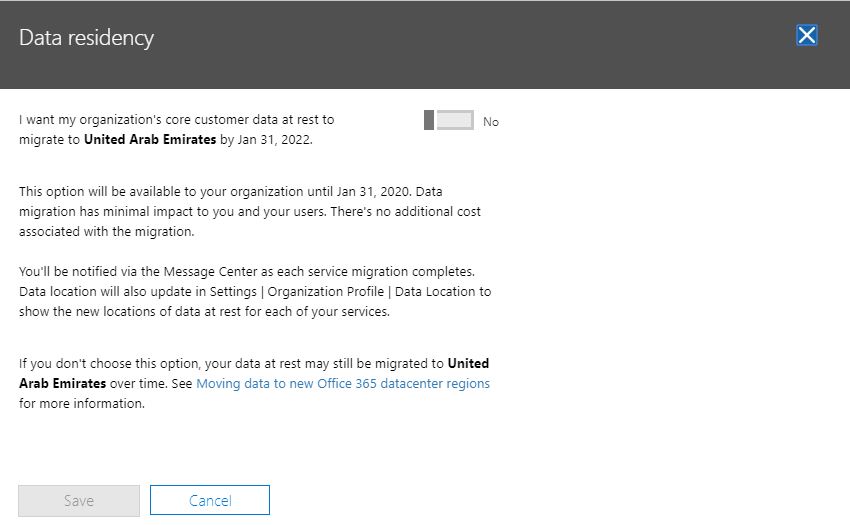 Data residency
I want my organization's core customer data at rest to
migrate to United Arab Emirates by Jan 31, 2022.
No
This option will be available to your organization until Jan 31, 2020. Data
migration has minimal impact to you and your users. There's no additional cost
associated with the migration.
You'll be notified via the Message Center as each service migration completes.
Data location will also update in Settings | Organization Profile | Data Location to
show the new locations of data at rest for each of your services.
If you don't choose this option, your data at rest may still be migrated to United
Arab Emirates over time. See Moving data to new Office 365 datacenter regions
for more information.
Save
Cancel